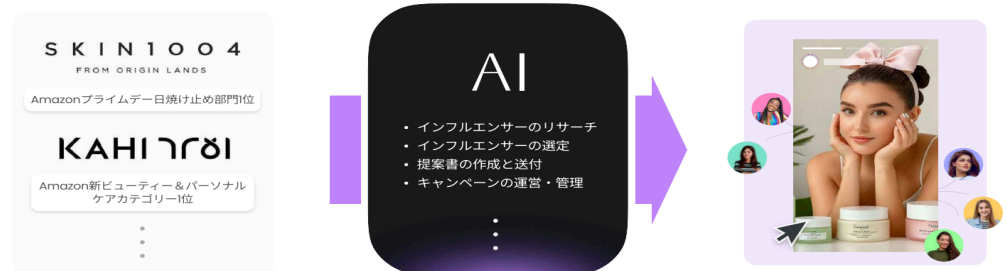 SKIN1004
FROM ORIGIN LANDS
Amazonプライムデー日焼け止め部門1位
KAHI
Amazon新ビューティー＆パーソナル
ケアカテゴリー1位
AI
• インフルエンサーのリサーチ
• インフルエンサーの選定
• 提案書の作成と送付
• キャンペーンの運営・管理